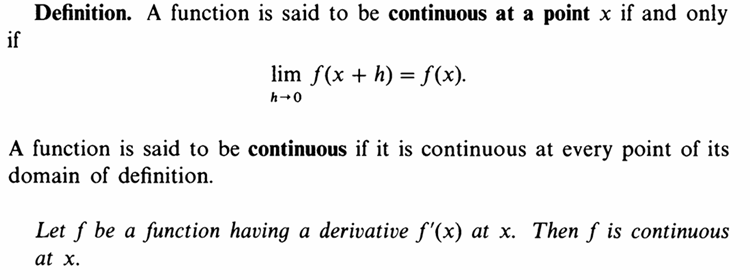 Definition. A function is said to be continuous at a point x if and only
if
lim f(x + h) = f(x).
h→0
A function is said to be continuous if it is continuous at every point of its
domain of definition.
Let f be a function having a derivative f′(x) at x. Then f is continuous
at x.